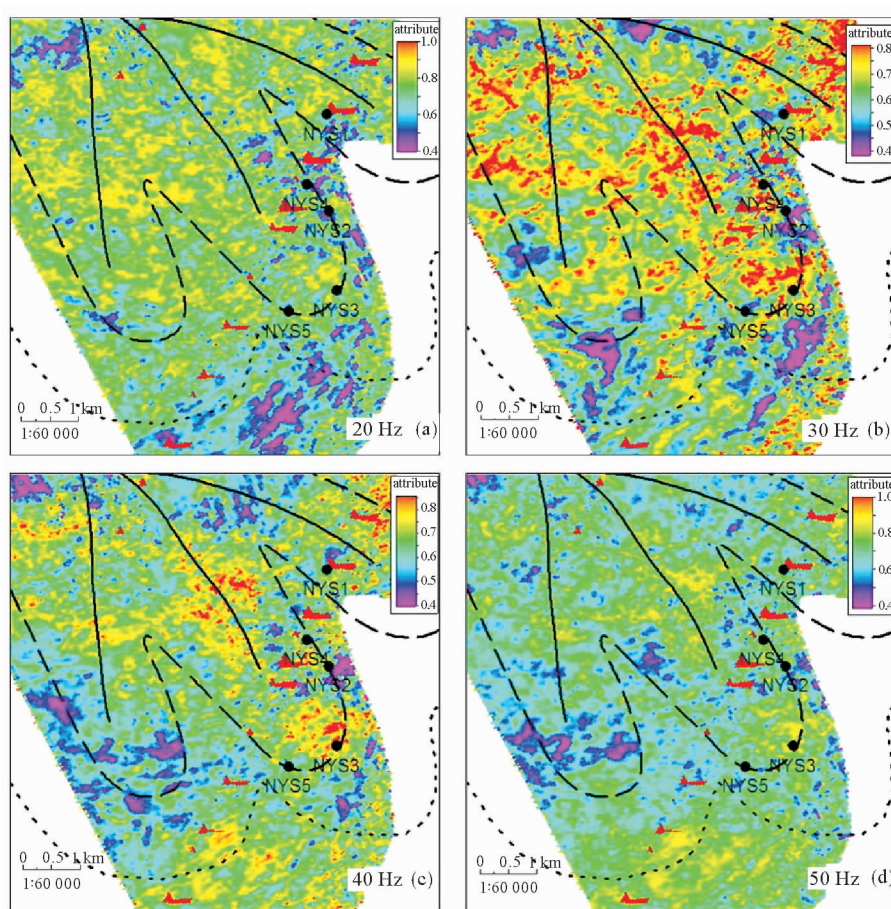 attribute
1.0
0.8
0.6
0.4
NYS1
NYS4
NYS2
NYS3
NYS5
0 0.5 1 km
1:60 000
20 Hz (a)
attribute
0.8
0.7
0.6
0.5
0.4
NYS1
NYS4
NYS2
NYS3
NYS5
0 0.5 1 km
1:60 000
30 Hz (b)
attribute
0.8
0.7
0.6
0.5
0.4
NYS1
NYS4
NYS2
NYS3
NYS5
0 0.5 1 km
1:60 000
40 Hz (c)
attribute
1.0
0.8
0.6
0.4
NYS1
NYS4
NYS2
NYS3
NYS5
0 0.5 1 km
1:60 000
50 Hz (d)